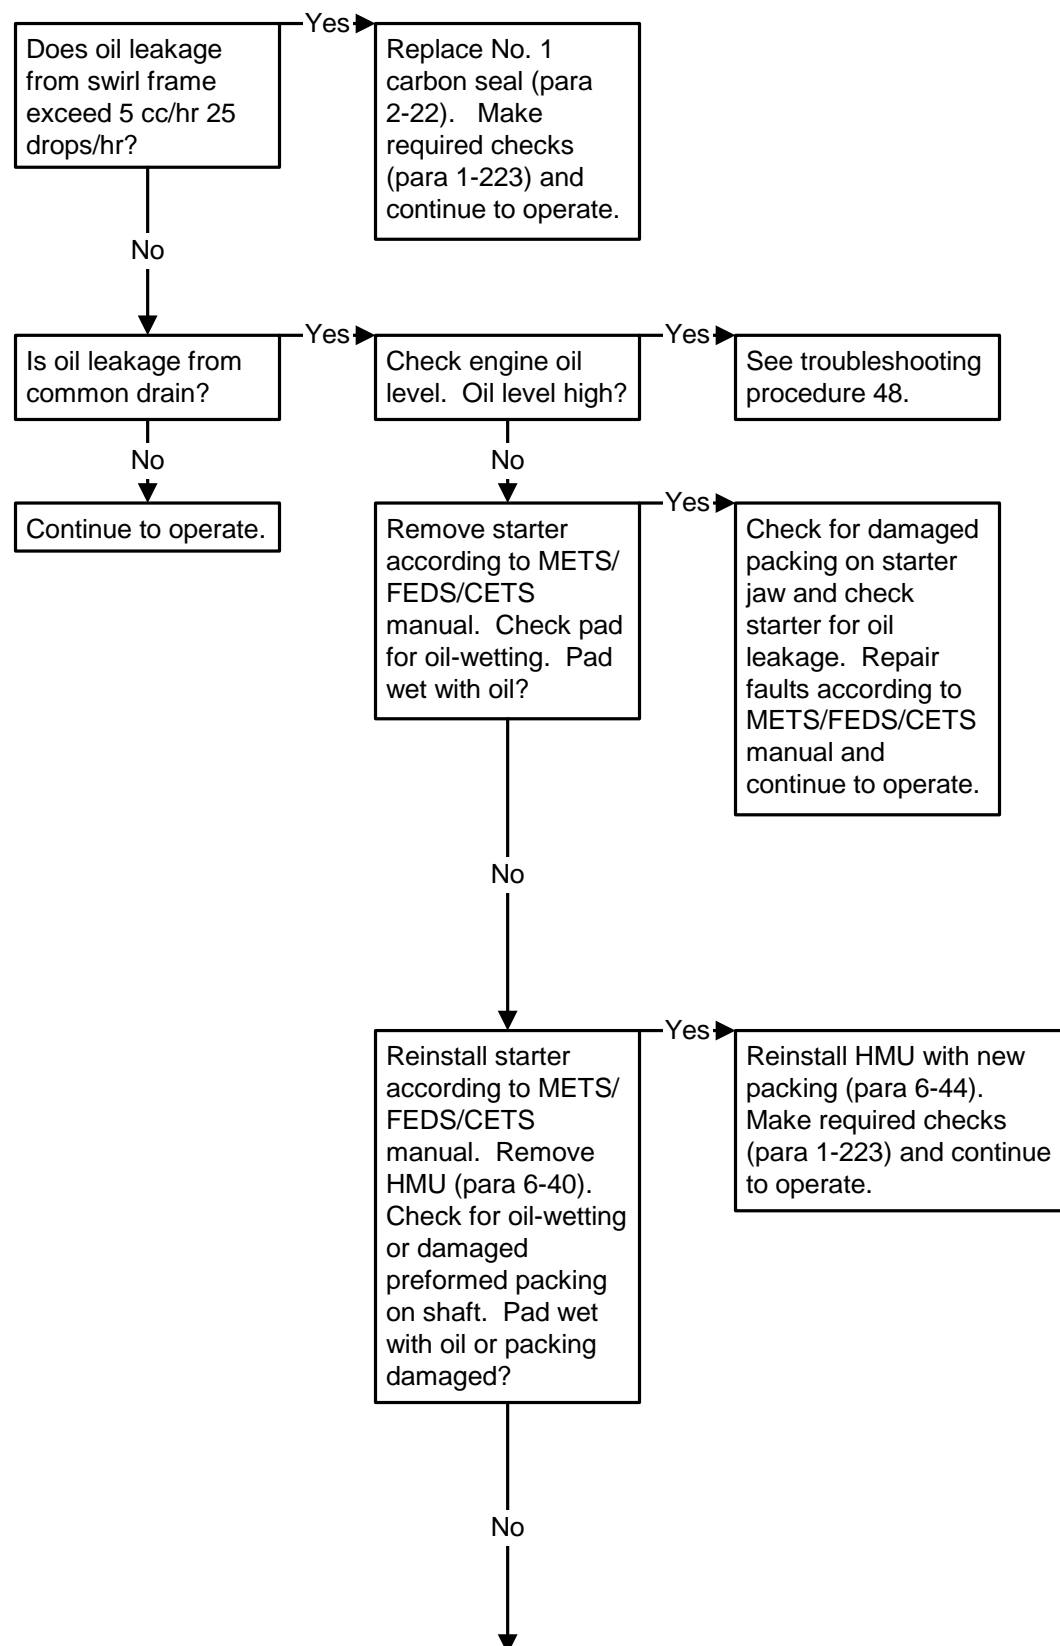 Yes
Does oil leakage
from swirl frame
exceed 5 cc/hr 25
drops/hr?
Replace No. 1
carbon seal (para
2-22).   Make
required checks
(para 1-223) and
continue to operate.
No
Yes
Yes
Is oil leakage from
common drain?
Check engine oil
level.  Oil level high?
See troubleshooting
procedure 48.
No
No
Continue to operate.
Yes
Remove starter
according to METS/
FEDS/CETS
manual.  Check pad
for oil-wetting.  Pad
wet with oil?
Check for damaged
packing on starter
jaw and check
starter for oil
leakage.  Repair
faults according to
METS/FEDS/CETS
manual and
continue to operate.
No
Yes
Reinstall starter
according to METS/
FEDS/CETS
manual.  Remove
HMU (para 6-40).
Check for oil-wetting
or damaged
preformed packing
on shaft.  Pad wet
with oil or packing
damaged?
Reinstall HMU with new
packing (para 6-44).
Make required checks
(para 1-223) and continue
to operate.
No